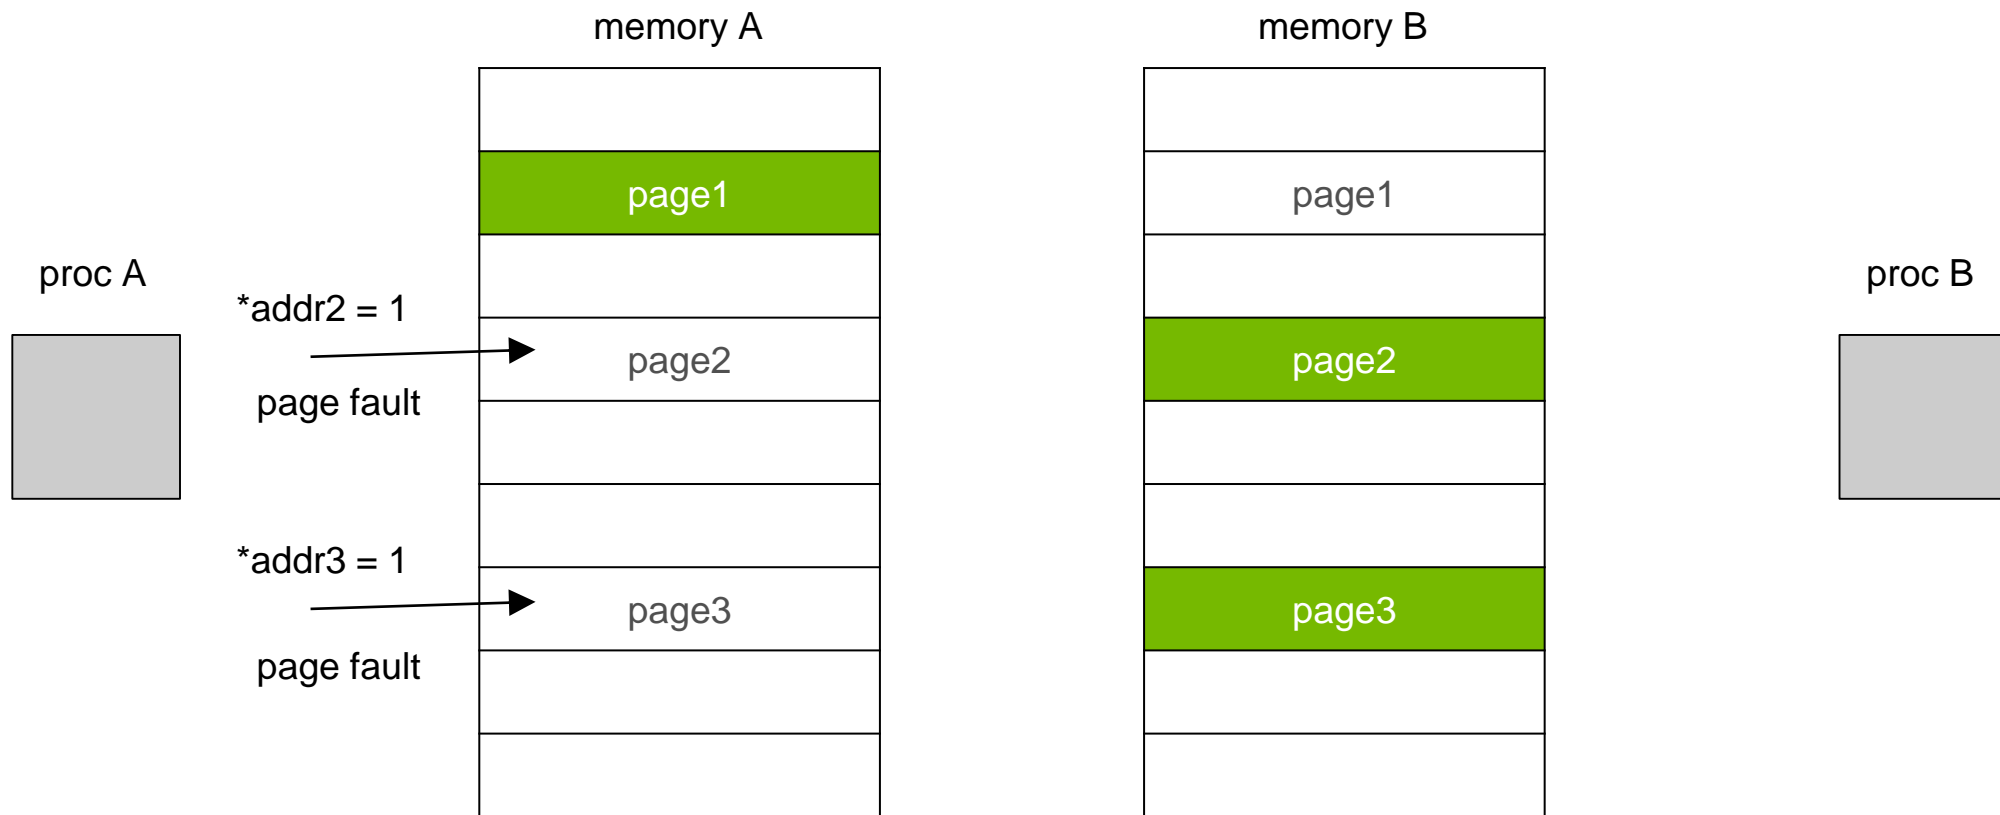 memory A
memory B
page1
page1
proc A
proc B
*addr2 = 1
page2
page2
page fault
*addr3 = 1
page3
page3
page fault